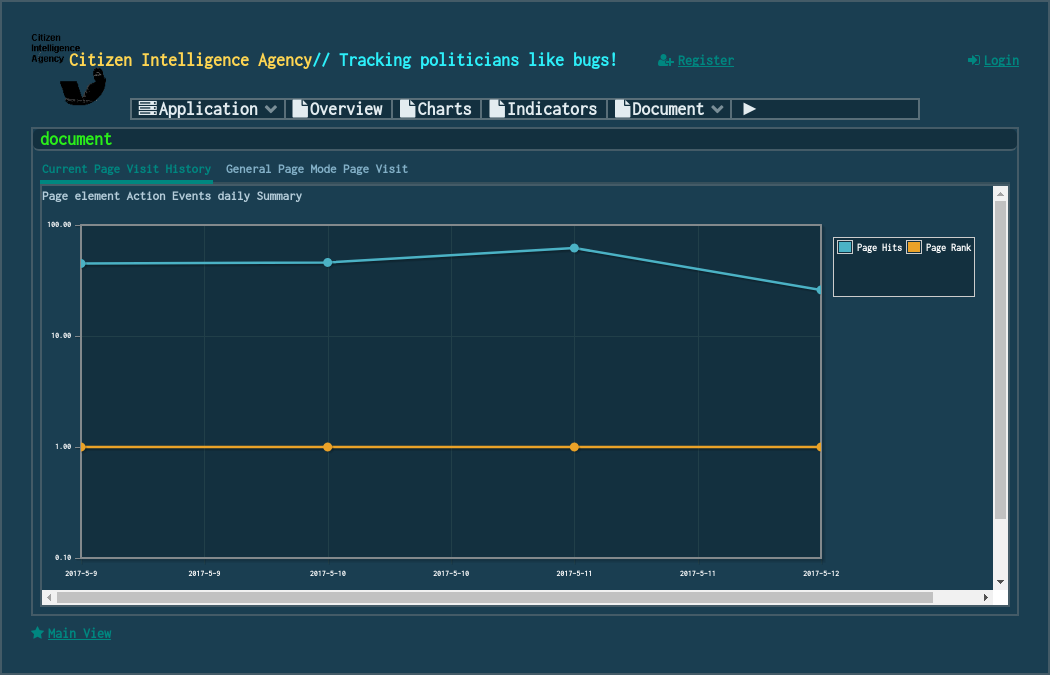 Citizen
Intelligence
Agency
Citizen Intelligence Agency// Tracking politicians like bugs!
Register
Login
Application
Overview
Charts
Indicators
Document
document
Current Page Visit History
General Page Mode Page Visit
Page element Action Events daily Summary
100.00
10.00
1.00
0.10
2017-5-9
2017-5-9
2017-5-10
2017-5-10
2017-5-11
2017-5-11
2017-5-12
Page Hits
Page Rank
Main View